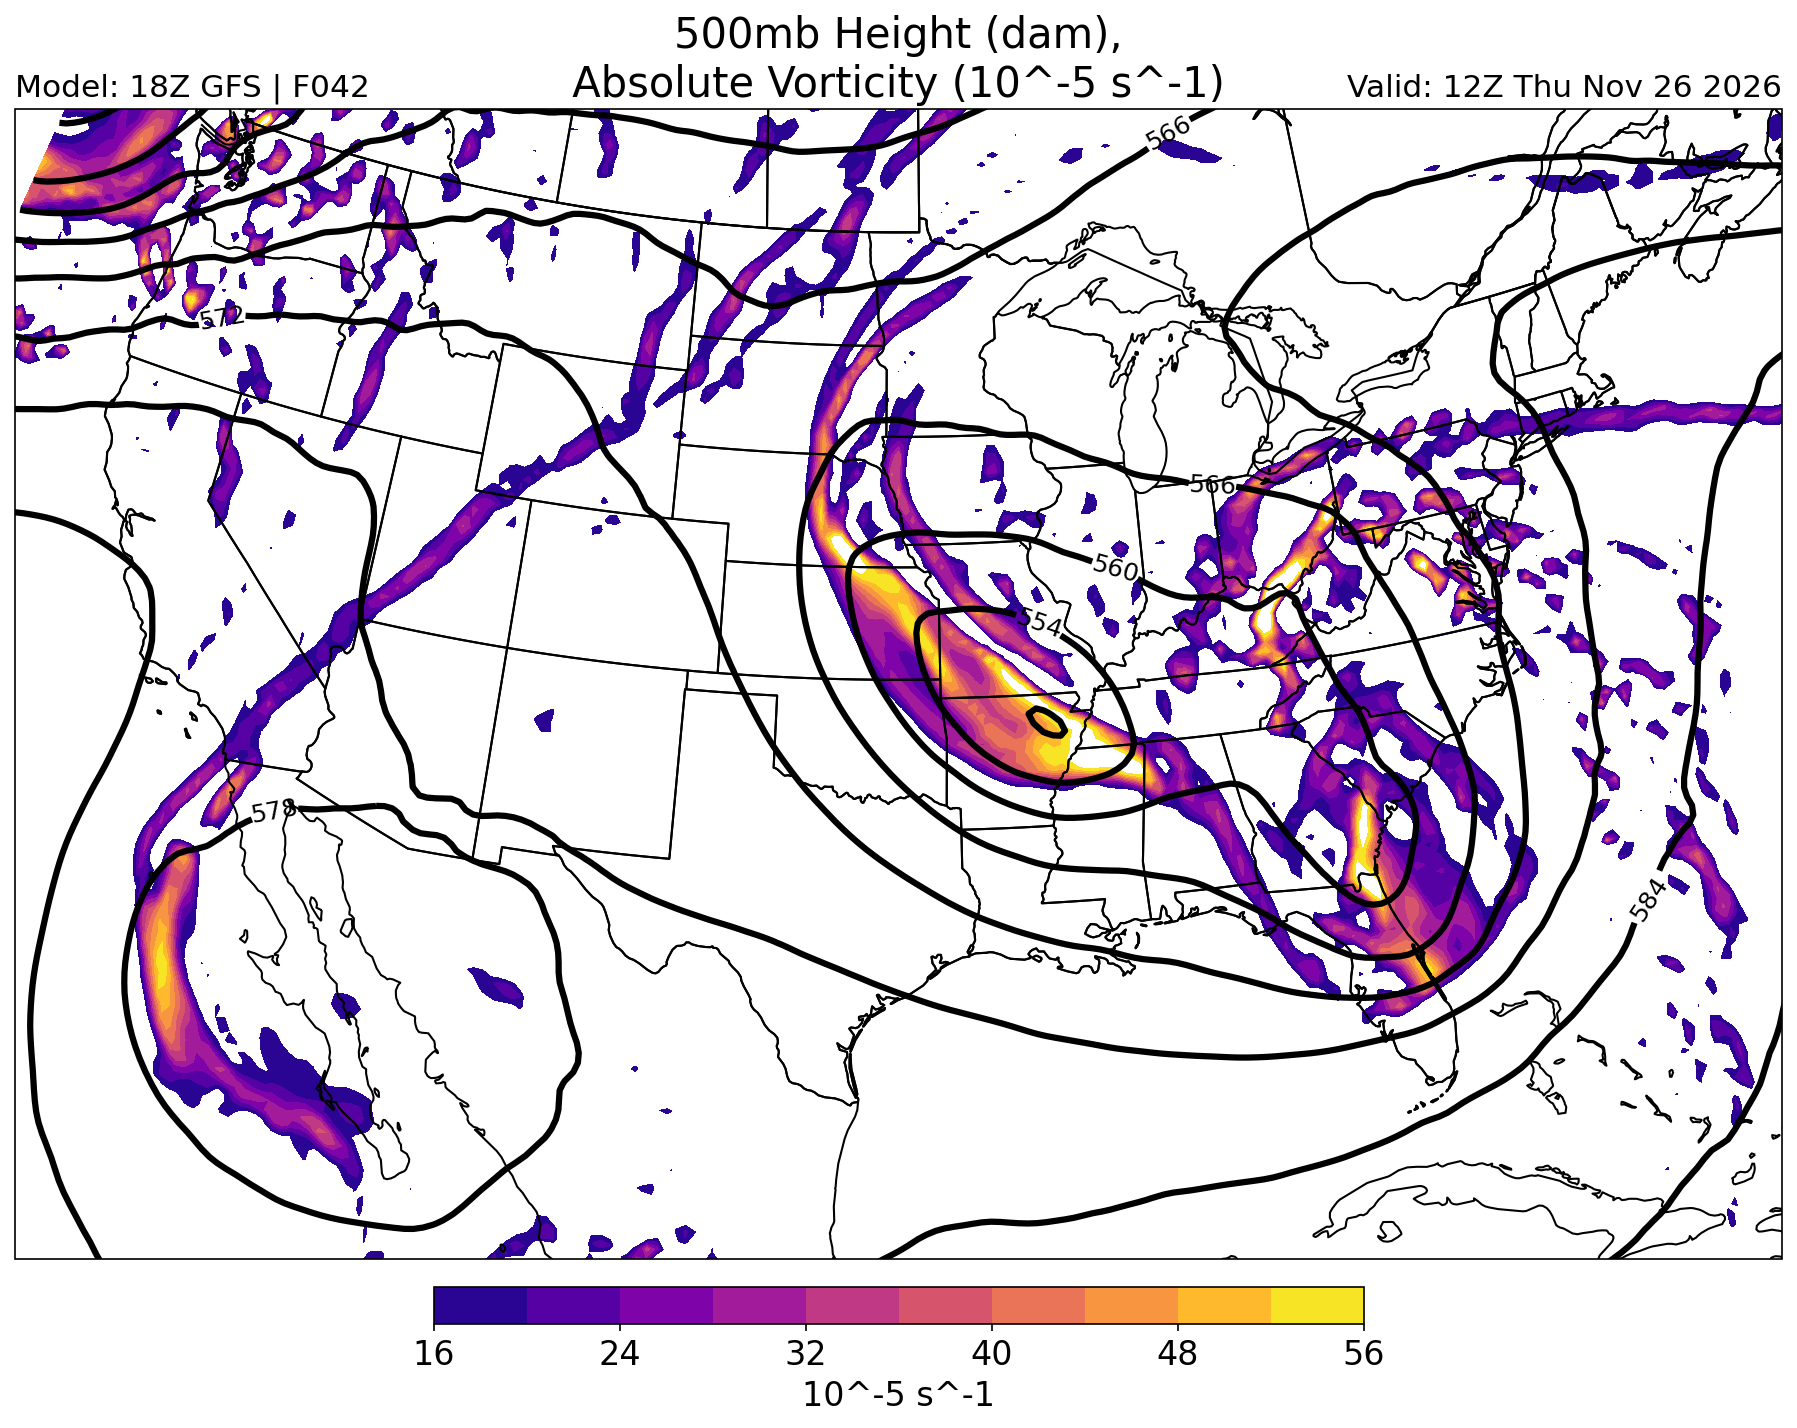 500mb Height (dam),
Absolute Vorticity (10^-5 s^-1)
Model: 18Z GFS | F042
Valid: 12Z Thu Nov 26 2026
566
572
566
560
554
578
584
16 24 32 40 48 56
10^-5 s^-1